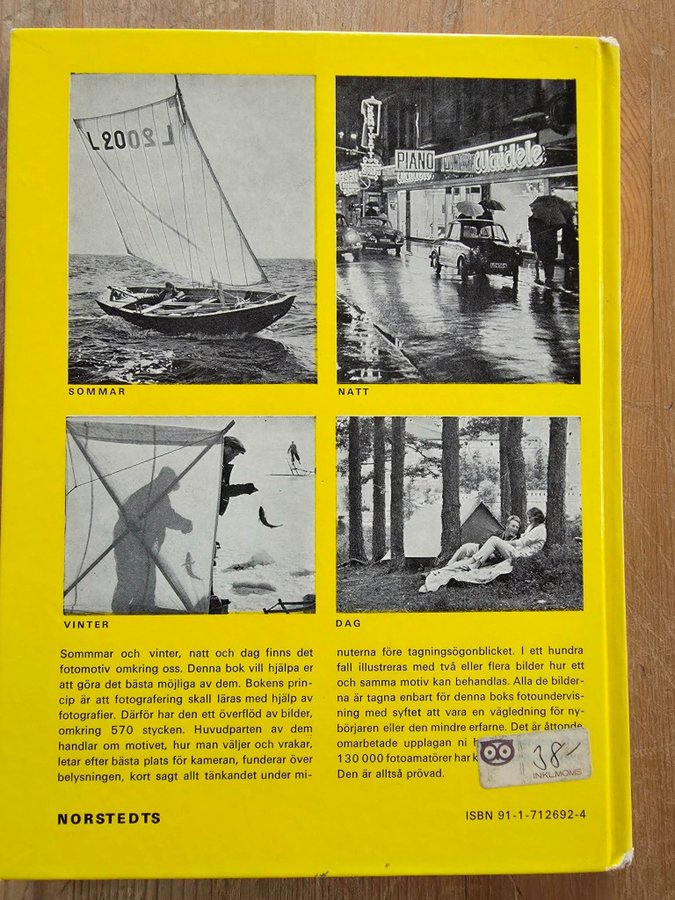 L20
L20
PIANO
Waidele
SOMMAR
NATT
VINTER
DAG
Sommmar och vinter, natt och dag finns det
fotomotiv omkring oss. Denna bok vill hjälpa er
att göra det bästa möjliga av dem. Bokens prin-
cip är att fotografering skall läras med hjälp av
fotografier. Därför har den ett överflöd av bilder,
omkring 570 stycken. Huvudparten av dem
handlar om motivet, hur man väljer och vrakar,
letar efter bästa plats för kameran, funderar över
belysningen, kort sagt allt tänkandet under mi-
nuterna före tagningsögonblicket. I ett hundra
fall illustreras med två eller flera bilder hur ett
och samma motiv kan behandlas. Alla de bilder-
na är tagna enbart för denna boks fotoundervis-
ning med syftet att vara en vägledning för ny-
börjaren eller den mindre erfarne. Det är åttonde
omarbetade upplagan ni
130 000 fotoamatörer har
Den är alltså prövad.
38-
INKL.MOMS
NORSTEDTS
ISBN 91-1-712692-4